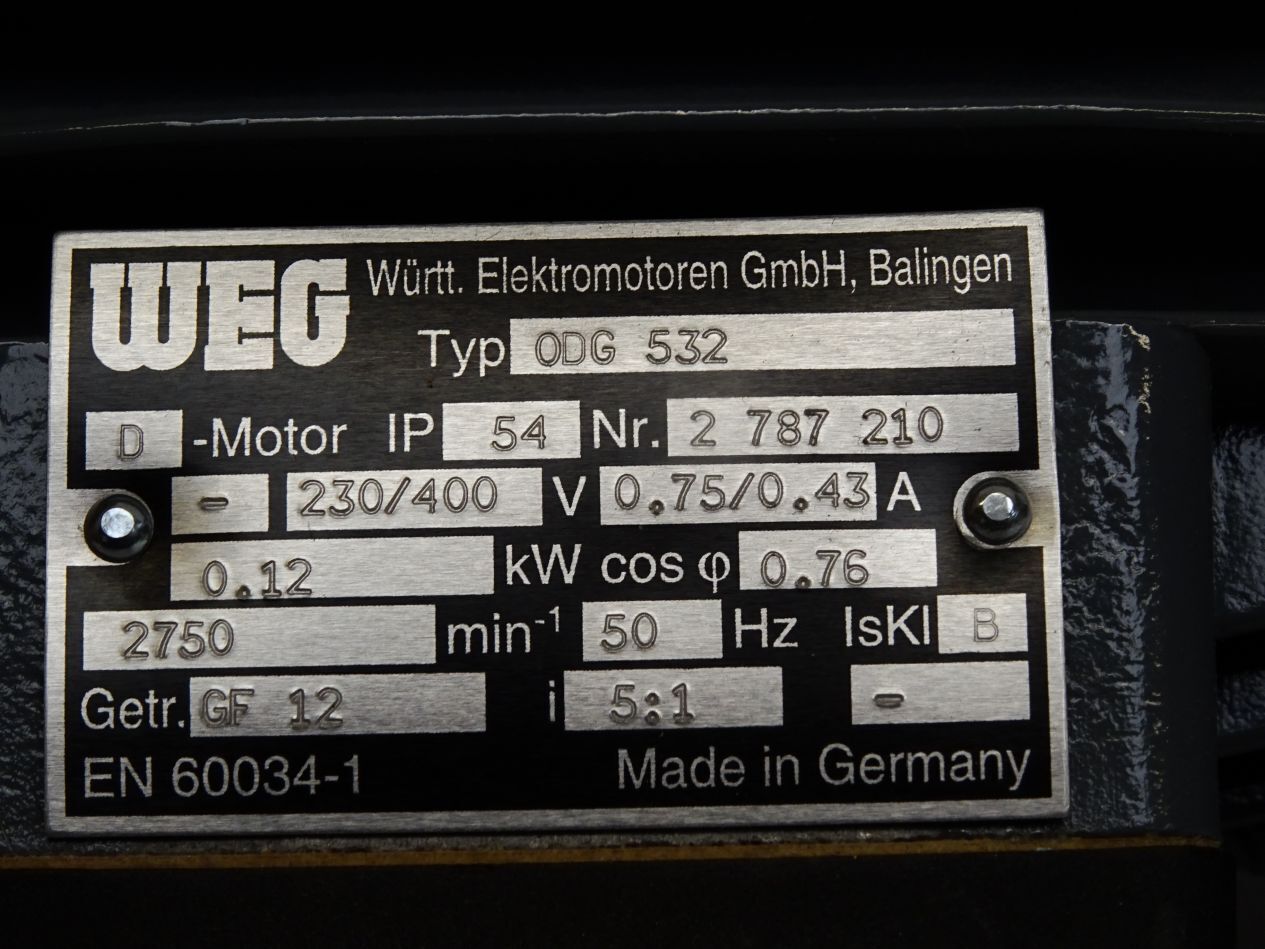 WEG Württ. Elektromotoren GmbH, Balingen
Typ ODG 532
D -Motor IP 54 Nr. 2 787 210
- 230/400 V 0.75/0.43 A
0.12 kW cos φ 0.76
2750 min-1 50 Hz IsKl B
Getr. GF 12 i 5:1 -
EN 60034-1 Made in Germany